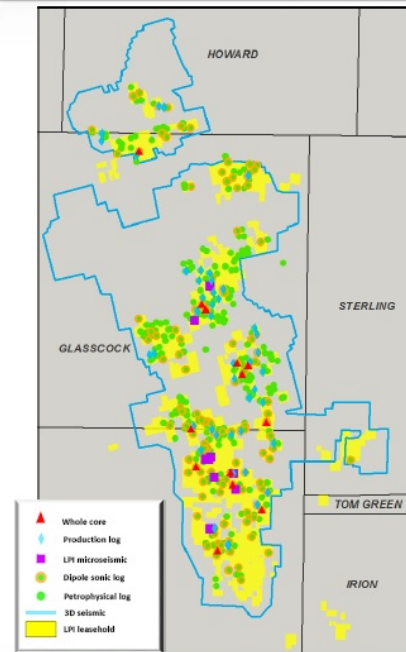 HOWARD
STERLING
GLASSCOCK
TOM GREEN
IRION
Whole core
Production log
LPI microseismic
Dipole sonic log
Petrophysical log
3D seismic
LPI leasehold